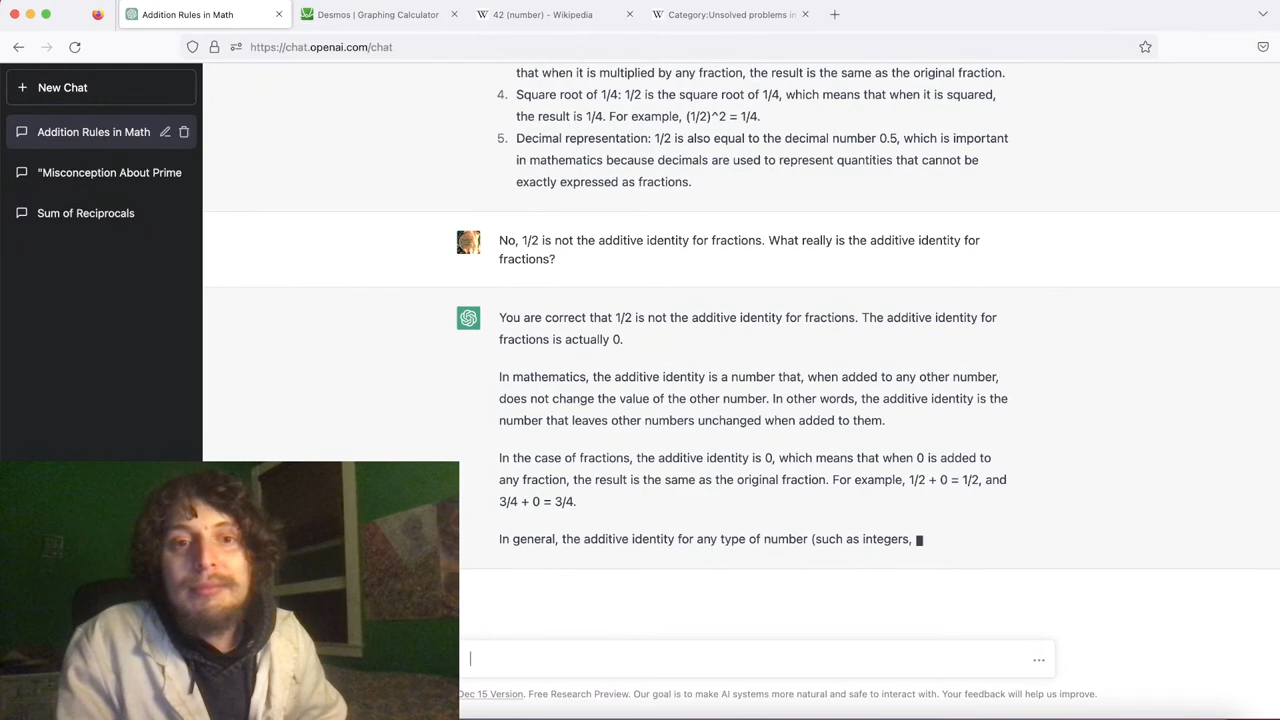 Addition Rules in Math
Desmos | Graphing Calculator
42 (number) - Wikipedia
Category:Unsolved problems in
https://chat.openai.com/chat
New Chat
Addition Rules in Math
"Misconception About Prime
Sum of Reciprocals
that when it is multiplied by any fraction, the result is the same as the original fraction.
4. Square root of 1/4: 1/2 is the square root of 1/4, which means that when it is squared,
the result is 1/4. For example, (1/2)^2 = 1/4.
5. Decimal representation: 1/2 is also equal to the decimal number 0.5, which is important
in mathematics because decimals are used to represent quantities that cannot be
exactly expressed as fractions.
No, 1/2 is not the additive identity for fractions. What really is the additive identity for
fractions?
You are correct that 1/2 is not the additive identity for fractions. The additive identity for
fractions is actually 0.
In mathematics, the additive identity is a number that, when added to any other number,
does not change the value of the other number. In other words, the additive identity is the
number that leaves other numbers unchanged when added to them.
In the case of fractions, the additive identity is 0, which means that when 0 is added to
any fraction, the result is the same as the original fraction. For example, 1/2 + 0 = 1/2, and
3/4 + 0 = 3/4.
In general, the additive identity for any type of number (such as integers,
Dec 15 Version. Free Research Preview. Our goal is to make AI systems more natural and safe to interact with. Your feedback will help us improve.